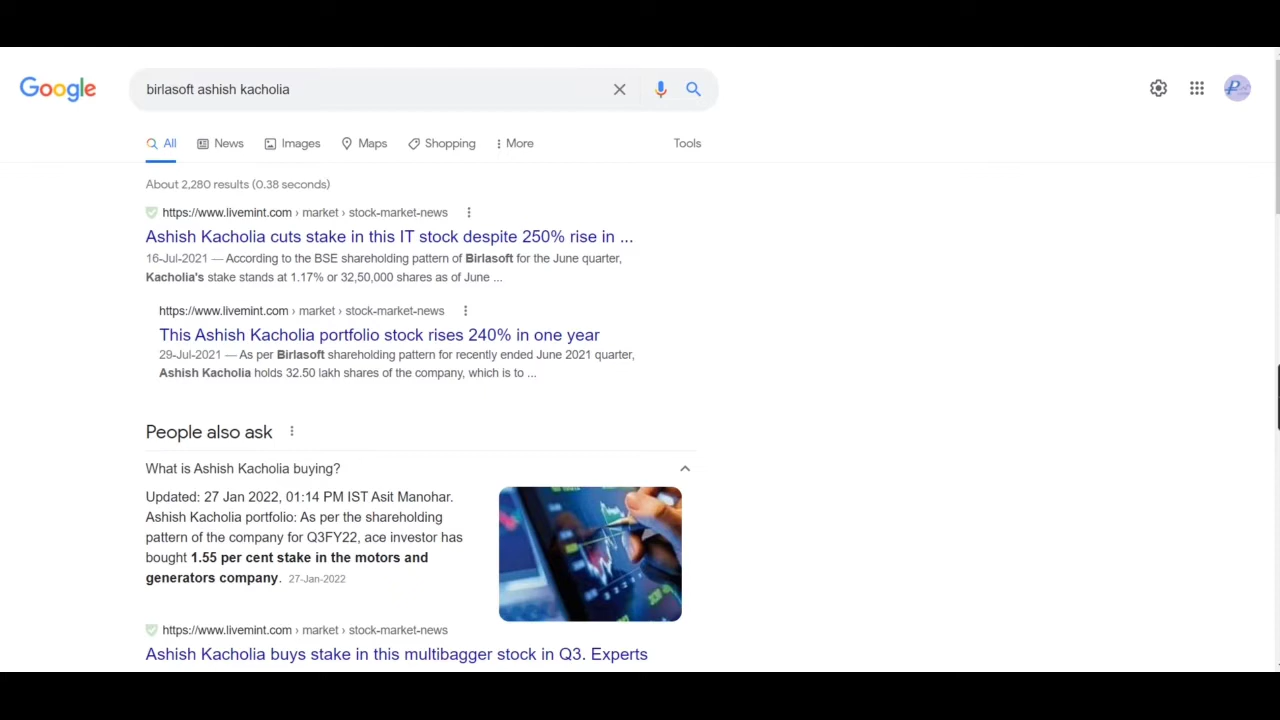 Google
birlasoft ashish kacholia
All News Images Maps Shopping More Tools
About 2,280 results (0.38 seconds)
https://www.livemint.com › market › stock-market-news
Ashish Kacholia cuts stake in this IT stock despite 250% rise in ...
16-Jul-2021 — According to the BSE shareholding pattern of Birlasoft for the June quarter,
Kacholia's stake stands at 1.17% or 32,50,000 shares as of June ...
https://www.livemint.com › market › stock-market-news
This Ashish Kacholia portfolio stock rises 240% in one year
29-Jul-2021 — As per Birlasoft shareholding pattern for recently ended June 2021 quarter,
Ashish Kacholia holds 32.50 lakh shares of the company, which is to ...
People also ask
What is Ashish Kacholia buying?
Updated: 27 Jan 2022, 01:14 PM IST Asit Manohar.
Ashish Kacholia portfolio: As per the shareholding
pattern of the company for Q3FY22, ace investor has
bought 1.55 per cent stake in the motors and
generators company. 27-Jan-2022
https://www.livemint.com › market › stock-market-news
Ashish Kacholia buys stake in this multibagger stock in Q3. Experts